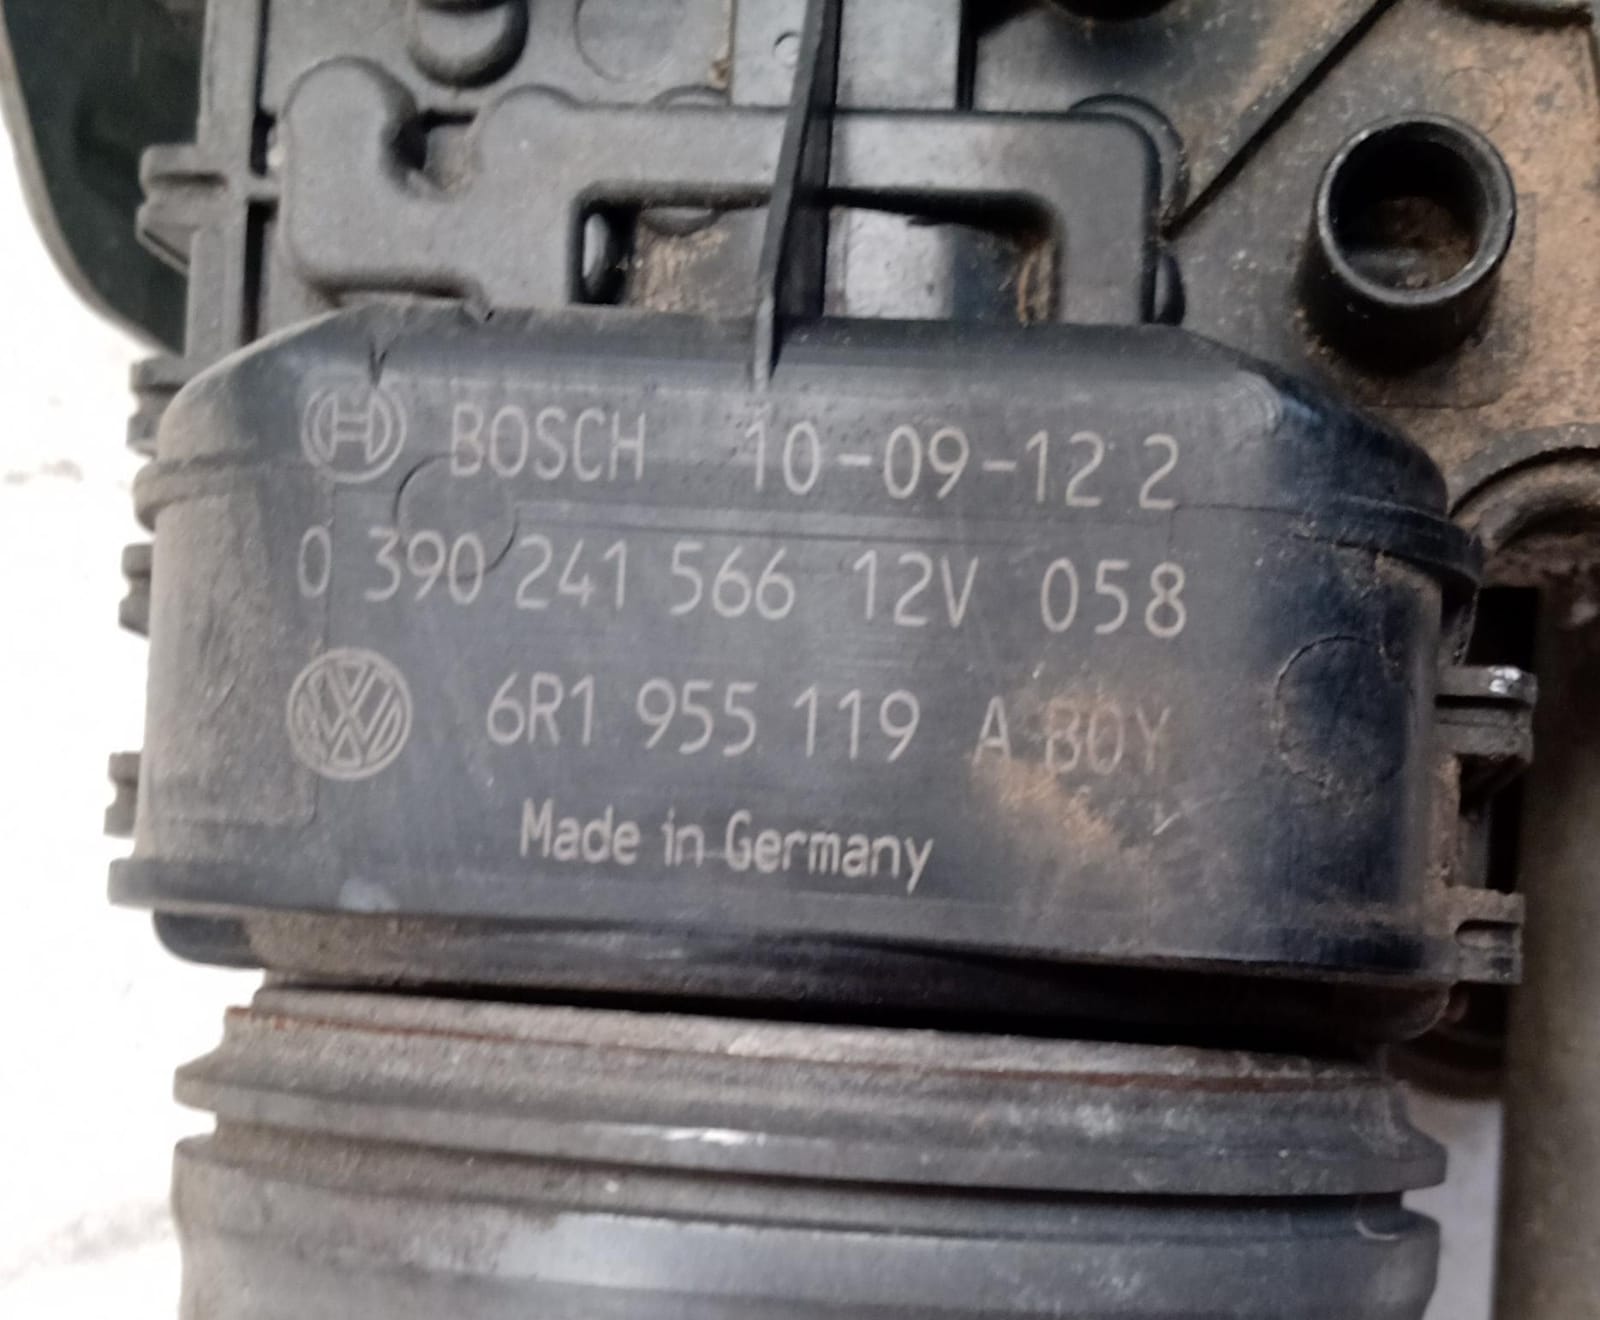 BOSCH 10-09-12 2
0 390 241 566 12V 058
6R1 955 119 A B0Y
Made in Germany